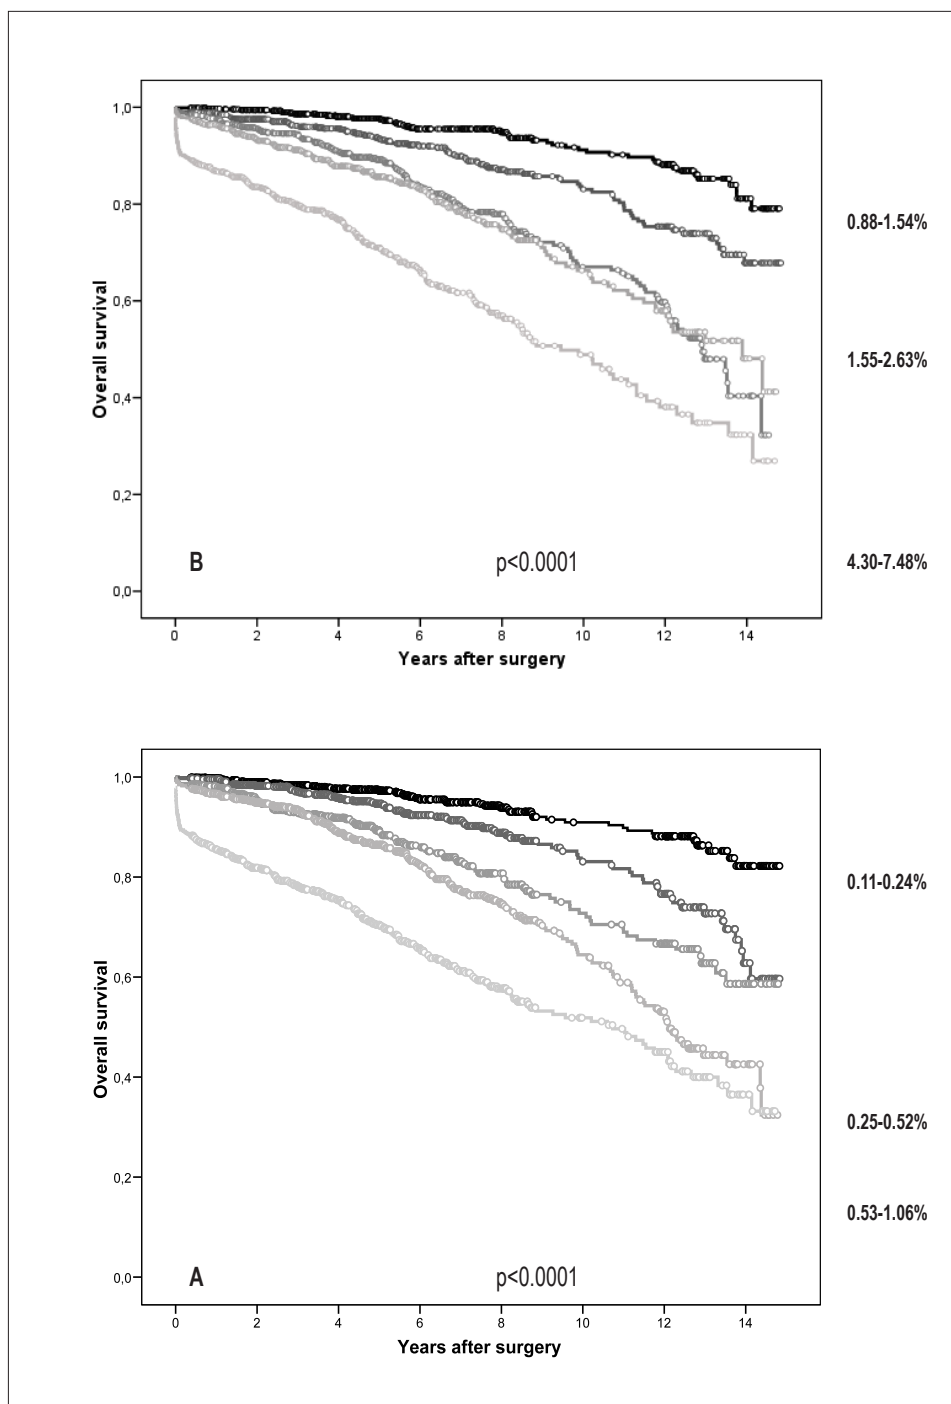 1,0
0,8
0,6
0,4
0,2
0,0
Overall survival
B
p<0.0001
0 2 4 6 8 10 12 14
Years after surgery
0.88-1.54%
1.55-2.63%
4.30-7.48%
1,0
0,8
0,6
0,4
0,2
0,0
Overall survival
A
p<0.0001
0 2 4 6 8 10 12 14
Years after surgery
0.11-0.24%
0.25-0.52%
0.53-1.06%